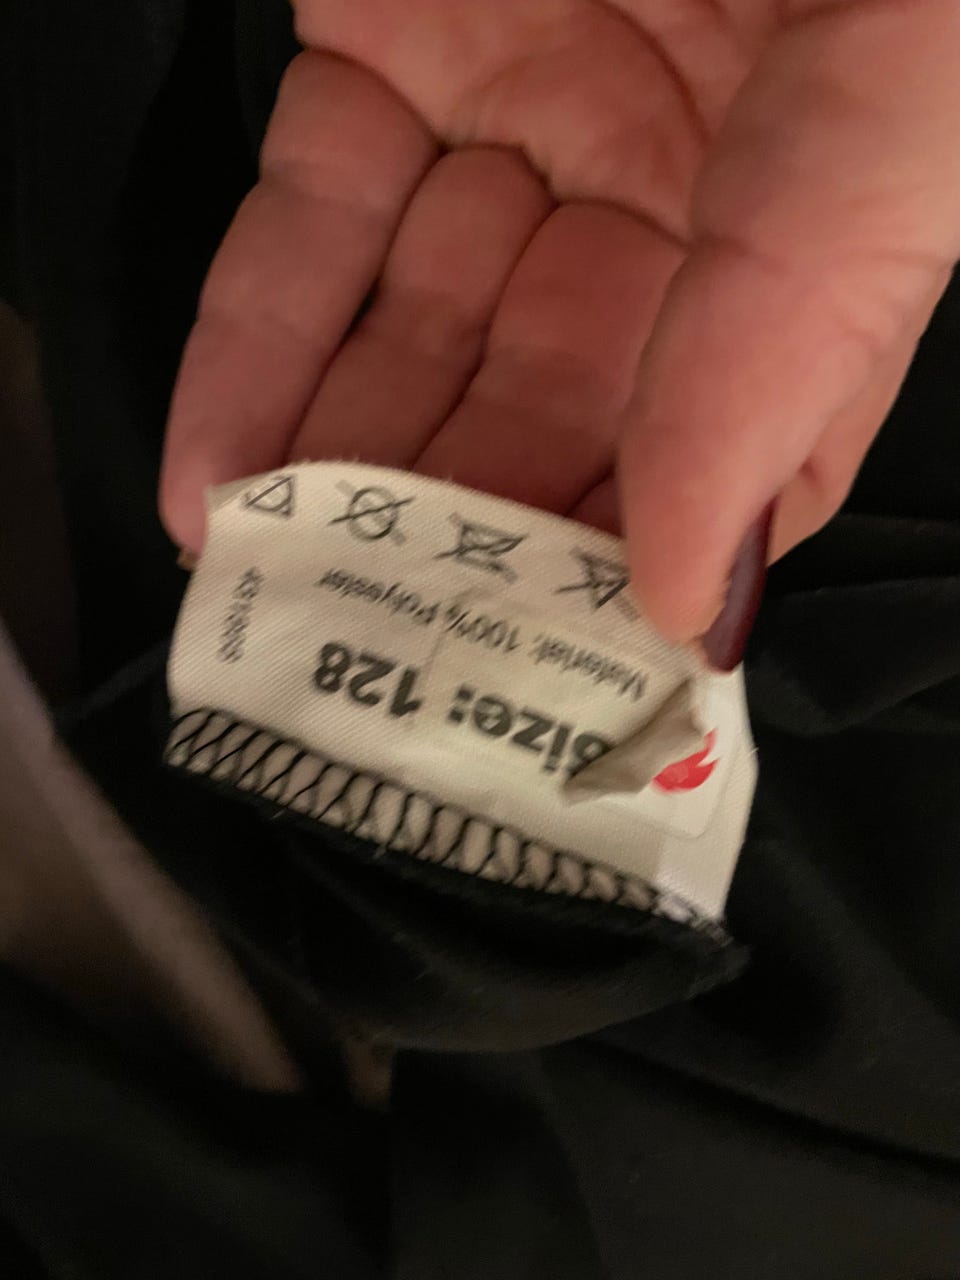 Size: 128
Material: 100% Polyester